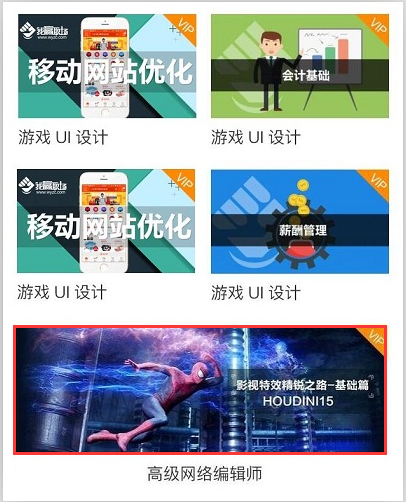 我赢职场
www.wyzc.com
移动网站优化
VIP
会计基础
VIP
游戏 UI 设计
游戏 UI 设计
我赢职场
www.wyzc.com
移动网站优化
VIP
薪酬管理
VIP
游戏 UI 设计
游戏 UI 设计
VIP
影视特效精锐之路-基础篇
HOUDINI15
高级网络编辑师